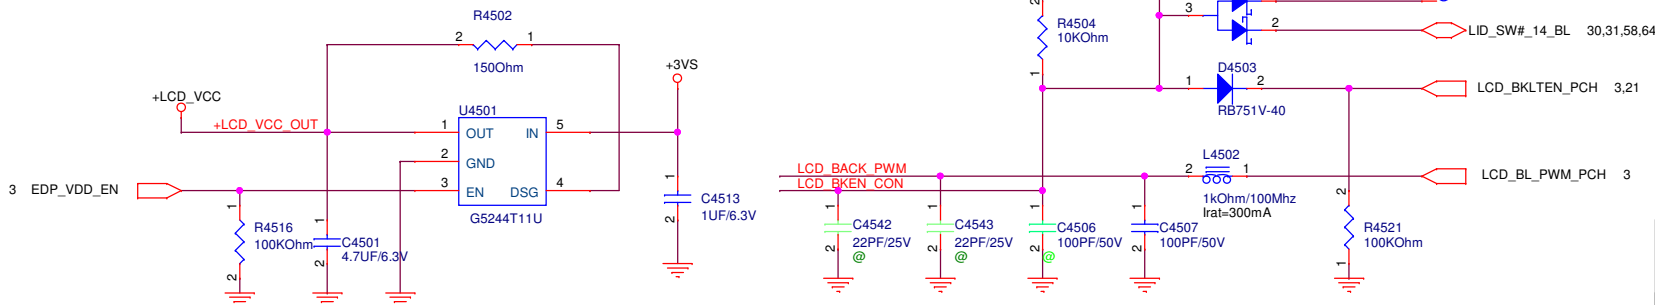 R4502
2 1
150Ohm
+LCD_VCC
+LCD_VCC_OUT
U4501
1 OUT IN 5
2 GND
3 EN DSG 4
G5244T11U
+3VS
3 EDP_VDD_EN
1
R4516
100KOhm
2
1
C4501
4.7UF/6.3V
2
1
C4513
1UF/6.3V
2
2
R4504
10KOhm
1
3
2
LID_SW#_14_BL 30,31,58,64
D4503
1 2
RB751V-40
LCD_BKLTEN_PCH 3,21
LCD_BACK_PWM
LCD_BKEN_CON
L4502
2 1
1kOhm/100Mhz
Irat=300mA
LCD_BL_PWM_PCH 3
1
C4542
22PF/25V
2
@
1
C4543
22PF/25V
2
@
1
C4506
100PF/50V
2
@
1
C4507
100PF/50V
2
2
R4521
100KOhm
1